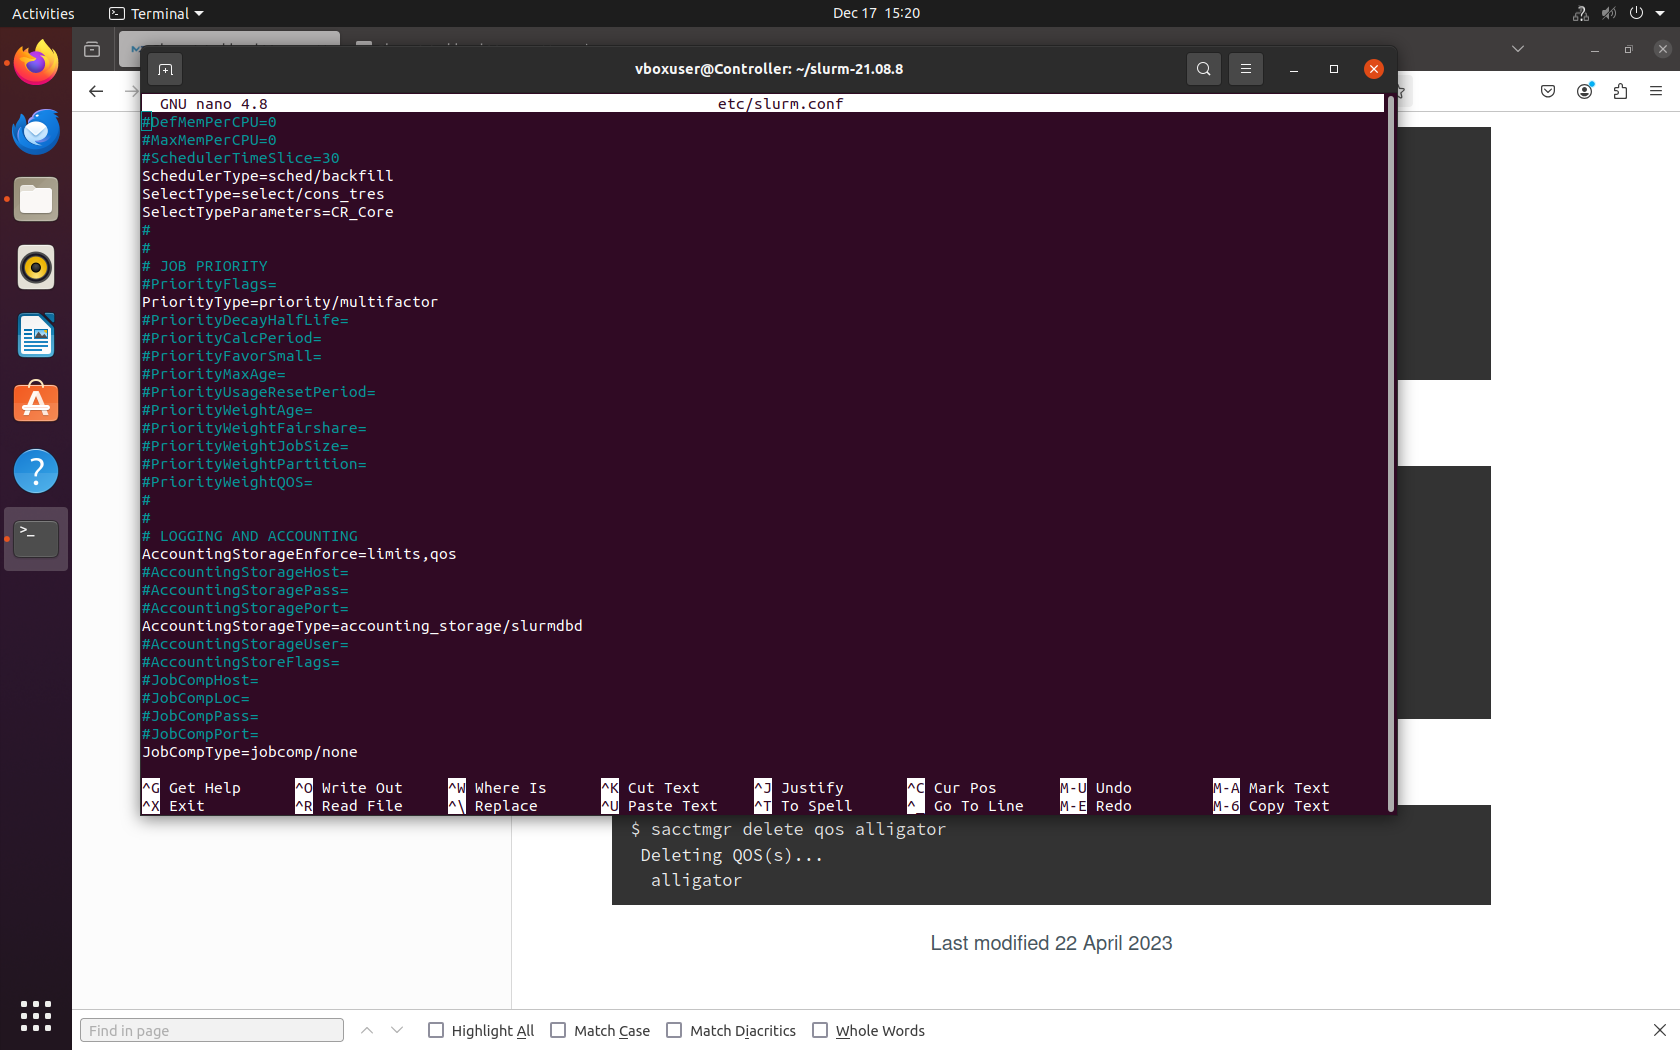 Activities
Terminal
Dec 17 15:20
vboxuser@Controller: ~/slurm-21.08.8
GNU nano 4.8
etc/slurm.conf
#DefMemPerCPU=0
#MaxMemPerCPU=0
#SchedulerTimeSlice=30
SchedulerType=sched/backfill
SelectType=select/cons_tres
SelectTypeParameters=CR_Core
#
#
# JOB PRIORITY
#PriorityFlags=
PriorityType=priority/multifactor
#PriorityDecayHalfLife=
#PriorityCalcPeriod=
#PriorityFavorSmall=
#PriorityMaxAge=
#PriorityUsageResetPeriod=
#PriorityWeightAge=
#PriorityWeightFairshare=
#PriorityWeightJobSize=
#PriorityWeightPartition=
#PriorityWeightQOS=
#
#
# LOGGING AND ACCOUNTING
AccountingStorageEnforce=limits,qos
#AccountingStorageHost=
#AccountingStoragePass=
#AccountingStoragePort=
AccountingStorageType=accounting_storage/slurmdbd
#AccountingStorageUser=
#AccountingStoreFlags=
#JobCompHost=
#JobCompLoc=
#JobCompPass=
#JobCompPort=
JobCompType=jobcomp/none
^G Get Help ^O Write Out ^W Where Is ^K Cut Text ^J Justify ^C Cur Pos M-U Undo M-A Mark Text
^X Exit ^R Read File ^\ Replace ^U Paste Text ^T To Spell ^_ Go To Line M-E Redo M-6 Copy Text
$ sacctmgr delete qos alligator
Deleting QOS(s)...
alligator
Last modified 22 April 2023
Find in page
Highlight All
Match Case
Match Diacritics
Whole Words